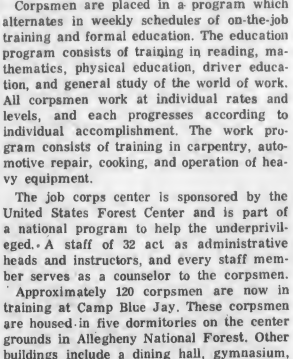 Corpsmen are placed in a program which
alternates in weekly schedules of on-the-job
training and formal education. The education
program consists of training in reading, ma-
thematics, physical education, driver educa-
tion, and general study of the world of work.
All corpsmen work at individual rates and
levels, and each progresses according to
individual accomplishment. The work pro-
gram consists of training in carpentry, auto-
motive repair, cooking, and operation of hea-
vy equipment.
The job corps center is sponsored by the
United States Forest Center and is part of
a national program to help the underprivil-
eged. A staff of 32 act as administrative
heads and instructors, and every staff mem-
ber serves as a counselor to the corpsmen.
Approximately 120 corpsmen are now in
training at Camp Blue Jay. These corpsmen
are housed in five dormitories on the center
grounds in Allegheny National Forest. Other
buildings include a dining hall, gymnasium,